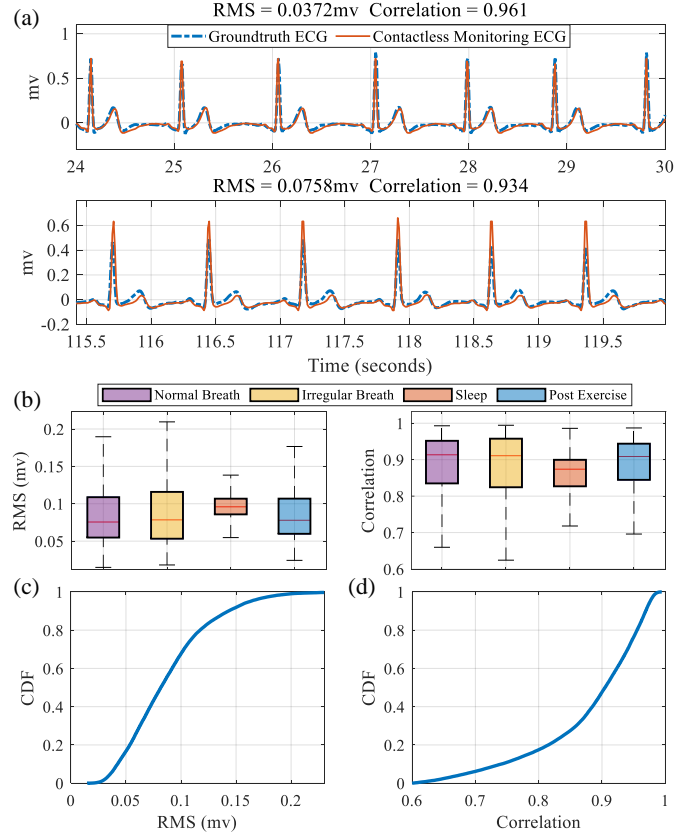 (a)
RMS = 0.0372mv Correlation = 0.961
Groundtruth ECG Contactless Monitoring ECG
1
0.5
0
mv
24 25 26 27 28 29 30
RMS = 0.0758mv Correlation = 0.934
0.6
0.4
0.2
0
-0.2
mv
115.5 116 116.5 117 117.5 118 118.5 119 119.5
Time (seconds)
(b)
Normal Breath Irregular Breath Sleep Post Exercise
0.2
0.15
0.1
0.05
RMS (mv)
1
0.9
0.8
0.7
0.6
Correlation
(c)
1
0.8
0.6
0.4
0.2
0
CDF
0 0.05 0.1 0.15 0.2
RMS (mv)
(d)
1
0.8
0.6
0.4
0.2
0
CDF
0.6 0.7 0.8 0.9 1
Correlation